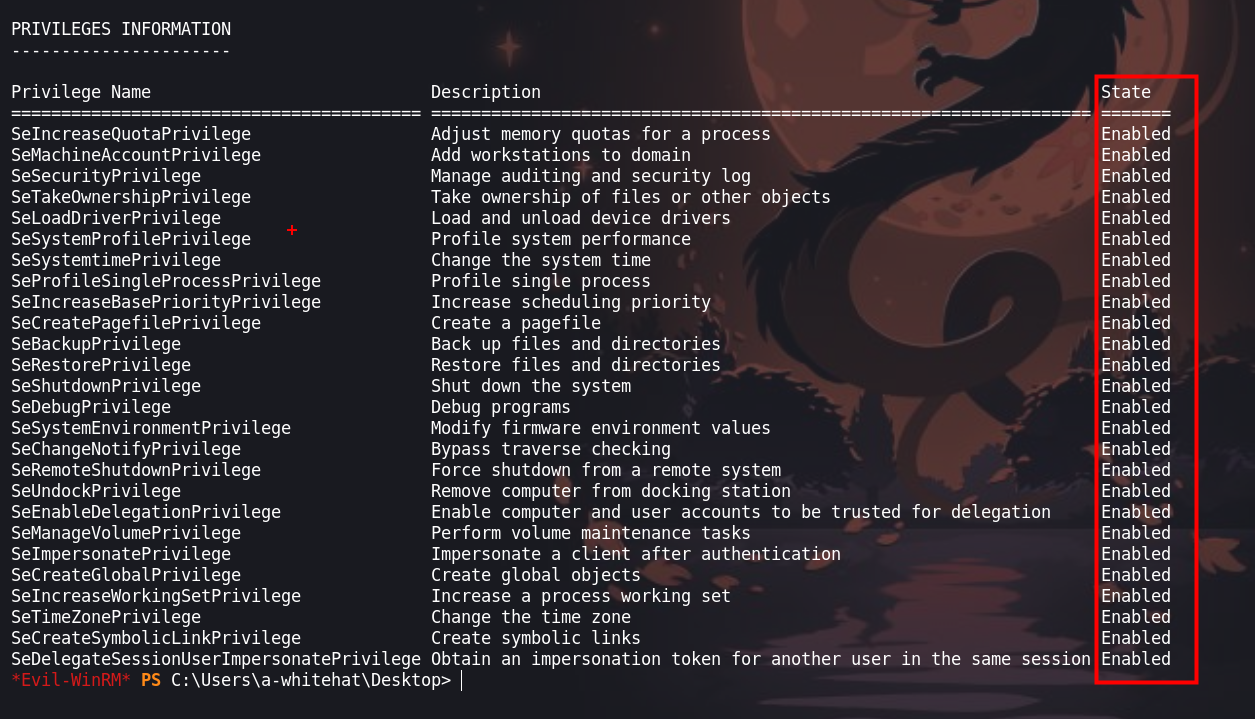 PRIVILEGES INFORMATION
----------------------
Privilege Name Description State
========================================= ================================================================== =======
SeIncreaseQuotaPrivilege Adjust memory quotas for a process Enabled
SeMachineAccountPrivilege Add workstations to domain Enabled
SeSecurityPrivilege Manage auditing and security log Enabled
SeTakeOwnershipPrivilege Take ownership of files or other objects Enabled
SeLoadDriverPrivilege Load and unload device drivers Enabled
SeSystemProfilePrivilege Profile system performance Enabled
SeSystemtimePrivilege Change the system time Enabled
SeProfileSingleProcessPrivilege Profile single process Enabled
SeIncreaseBasePriorityPrivilege Increase scheduling priority Enabled
SeCreatePagefilePrivilege Create a pagefile Enabled
SeBackupPrivilege Back up files and directories Enabled
SeRestorePrivilege Restore files and directories Enabled
SeShutdownPrivilege Shut down the system Enabled
SeDebugPrivilege Debug programs Enabled
SeSystemEnvironmentPrivilege Modify firmware environment values Enabled
SeChangeNotifyPrivilege Bypass traverse checking Enabled
SeRemoteShutdownPrivilege Force shutdown from a remote system Enabled
SeUndockPrivilege Remove computer from docking station Enabled
SeEnableDelegationPrivilege Enable computer and user accounts to be trusted for delegation Enabled
SeManageVolumePrivilege Perform volume maintenance tasks Enabled
SeImpersonatePrivilege Impersonate a client after authentication Enabled
SeCreateGlobalPrivilege Create global objects Enabled
SeIncreaseWorkingSetPrivilege Increase a process working set Enabled
SeTimeZonePrivilege Change the time zone Enabled
SeCreateSymbolicLinkPrivilege Create symbolic links Enabled
SeDelegateSessionUserImpersonatePrivilege Obtain an impersonation token for another user in the same session Enabled
*Evil-WinRM* PS C:\Users\a-whitehat\Desktop>